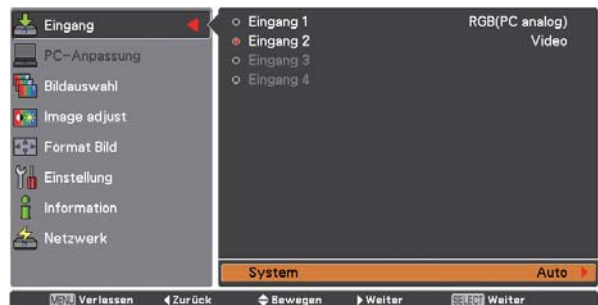 Eingang
PC-Anpassung
Bildauswahl
Image adjust
Format Bild
Einstellung
Information
Netzwerk
Eingang 1 RGB(PC analog)
Eingang 2 Video
Eingang 3
Eingang 4
System Auto
MENU Verlassen Zurück Bewegen Weiter SELECT Weiter